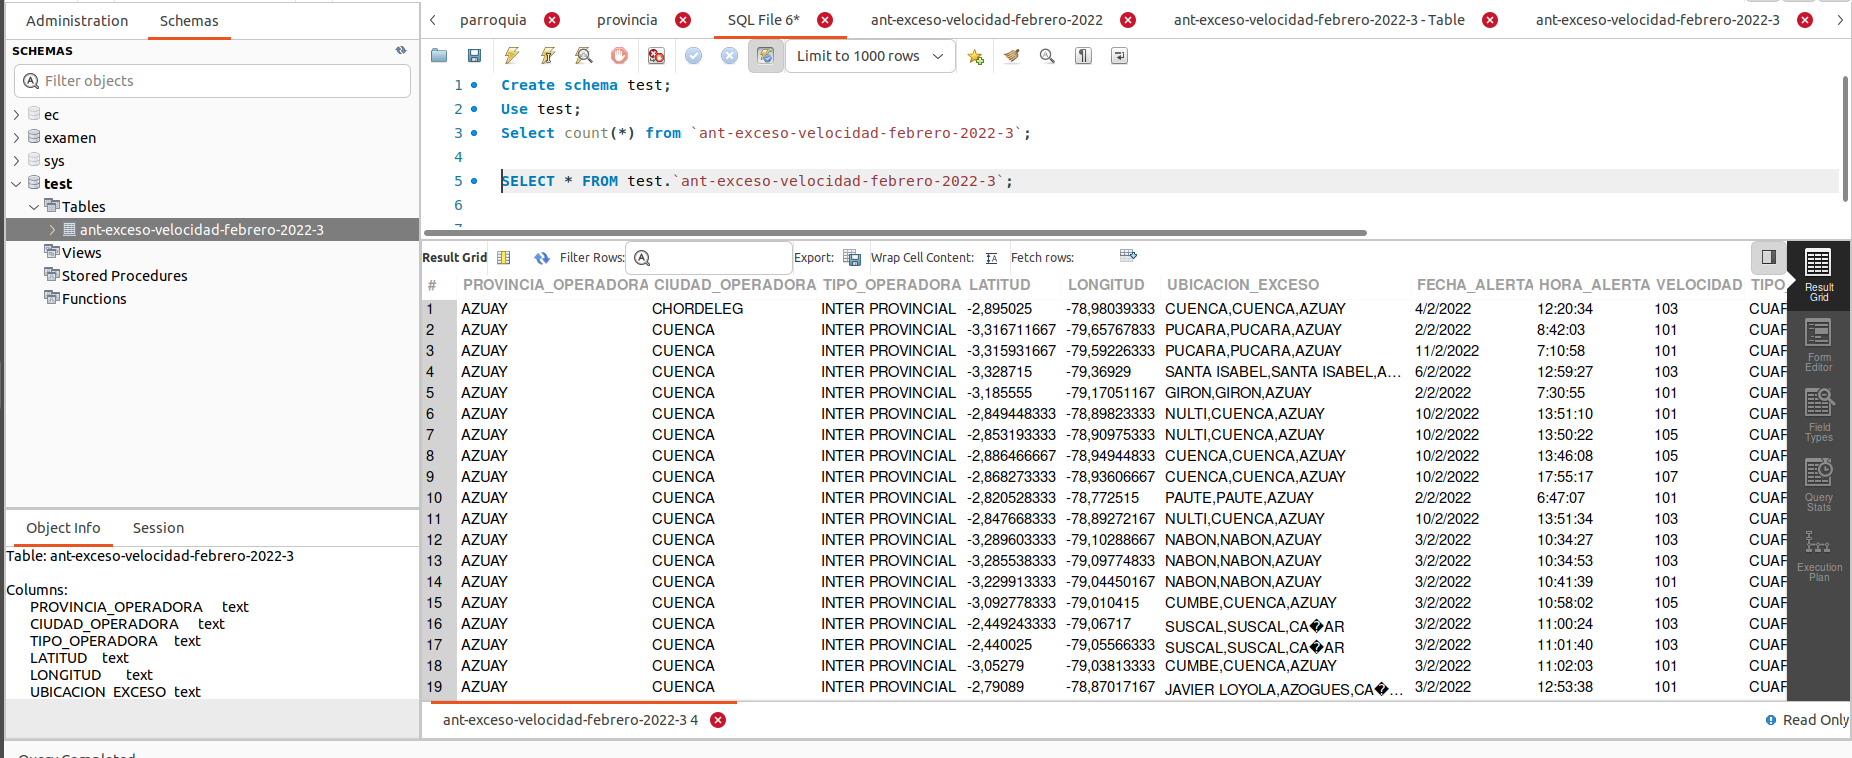 Administration Schemas
SCHEMAS
Filter objects
ec
examen
sys
test
Tables
ant-exceso-velocidad-febrero-2022-3
Views
Stored Procedures
Functions
Object Info Session
Table: ant-exceso-velocidad-febrero-2022-3
Columns:
PROVINCIA_OPERADORA text
CIUDAD_OPERADORA text
TIPO_OPERADORA text
LATITUD text
LONGITUD text
UBICACION_EXCESO text
parroquia provincia SQL File 6* ant-exceso-velocidad-febrero-2022 ant-exceso-velocidad-febrero-2022-3 - Table ant-exceso-velocidad-febrero-2022-3
Limit to 1000 rows
1 Create schema test;
2 Use test;
3 Select count(*) from `ant-exceso-velocidad-febrero-2022-3`;
4
5 SELECT * FROM test.`ant-exceso-velocidad-febrero-2022-3`;
6
Result Grid Filter Rows: Export: Wrap Cell Content: Fetch rows:
# PROVINCIA_OPERADORA CIUDAD_OPERADORA TIPO_OPERADORA LATITUD LONGITUD UBICACION_EXCESO FECHA_ALERTA HORA_ALERTA VELOCIDAD TIPO_
1 AZUAY CHORDELEG INTER PROVINCIAL -2,895025 -78,98039333 CUENCA,CUENCA,AZUAY 4/2/2022 12:20:34 103 CUAF
2 AZUAY CUENCA INTER PROVINCIAL -3,316711667 -79,65767833 PUCARA,PUCARA,AZUAY 2/2/2022 8:42:03 101 CUAF
3 AZUAY CUENCA INTER PROVINCIAL -3,315931667 -79,59226333 PUCARA,PUCARA,AZUAY 11/2/2022 7:10:58 101 CUAF
4 AZUAY CUENCA INTER PROVINCIAL -3,328715 -79,36929 SANTA ISABEL,SANTA ISABEL,A... 6/2/2022 12:59:27 103 CUAF
5 AZUAY CUENCA INTER PROVINCIAL -3,185555 -79,17051167 GIRON,GIRON,AZUAY 2/2/2022 7:30:55 101 CUAF
6 AZUAY CUENCA INTER PROVINCIAL -2,849448333 -78,89823333 NULTI,CUENCA,AZUAY 10/2/2022 13:51:10 101 CUAF
7 AZUAY CUENCA INTER PROVINCIAL -2,853193333 -78,90975333 NULTI,CUENCA,AZUAY 10/2/2022 13:50:22 105 CUAF
8 AZUAY CUENCA INTER PROVINCIAL -2,886466667 -78,94944833 CUENCA,CUENCA,AZUAY 10/2/2022 13:46:08 105 CUAF
9 AZUAY CUENCA INTER PROVINCIAL -2,868273333 -78,93606667 CUENCA,CUENCA,AZUAY 10/2/2022 17:55:17 107 CUAF
10 AZUAY CUENCA INTER PROVINCIAL -2,820528333 -78,772515 PAUTE,PAUTE,AZUAY 2/2/2022 6:47:07 101 CUAF
11 AZUAY CUENCA INTER PROVINCIAL -2,847668333 -78,89272167 NULTI,CUENCA,AZUAY 10/2/2022 13:51:34 103 CUAF
12 AZUAY CUENCA INTER PROVINCIAL -3,289603333 -79,10288667 NABON,NABON,AZUAY 3/2/2022 10:34:27 103 CUAF
13 AZUAY CUENCA INTER PROVINCIAL -3,285538333 -79,09774833 NABON,NABON,AZUAY 3/2/2022 10:34:53 103 CUAF
14 AZUAY CUENCA INTER PROVINCIAL -3,229913333 -79,04450167 NABON,NABON,AZUAY 3/2/2022 10:41:39 101 CUAF
15 AZUAY CUENCA INTER PROVINCIAL -3,092778333 -79,010415 CUMBE,CUENCA,AZUAY 3/2/2022 10:58:02 105 CUAF
16 AZUAY CUENCA INTER PROVINCIAL -2,449243333 -79,06717 SUSCAL,SUSCAL,CA�AR 3/2/2022 11:00:24 103 CUAF
17 AZUAY CUENCA INTER PROVINCIAL -2,440025 -79,05566333 SUSCAL,SUSCAL,CA�AR 3/2/2022 11:01:40 103 CUAF
18 AZUAY CUENCA INTER PROVINCIAL -3,05279 -79,03813333 CUMBE,CUENCA,AZUAY 3/2/2022 11:02:03 101 CUAF
19 AZUAY CUENCA INTER PROVINCIAL -2,79089 -78,87017167 JAVIER LOYOLA,AZOGUES,CA�... 3/2/2022 12:53:38 101 CUAF
Result
Grid
Form
Editor
Field
Types
Query
Stats
Execution
Plan
ant-exceso-velocidad-febrero-2022-3 4 Read Only
Query Completed